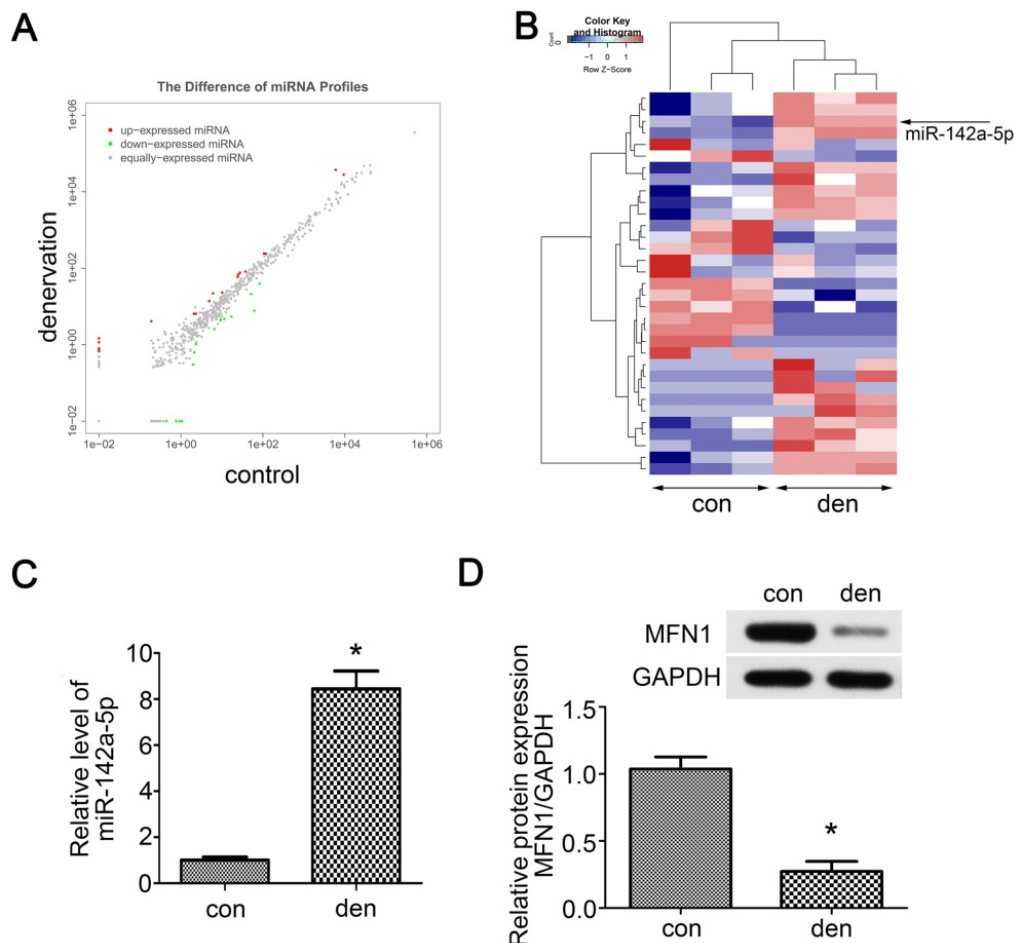 A
The Difference of miRNA Profiles
up-expressed miRNA
down-expressed miRNA
equally-expressed miRNA
denervation
1e+06
1e+04
1e+02
1e+00
1e-02
1e-02
1e+00
1e+02
1e+04
1e+06
control
B
Color Key
and Histogram
Count
0
-1
0
1
Row Z-Score
miR-142a-5p
con
den
C
Relative level of
miR-142a-5p
10
8
6
4
2
0
*
con
den
D
con
den
MFN1
GAPDH
Relative protein expression
MFN1/GAPDH
1.5
1.0
0.5
0.0
*
con
den